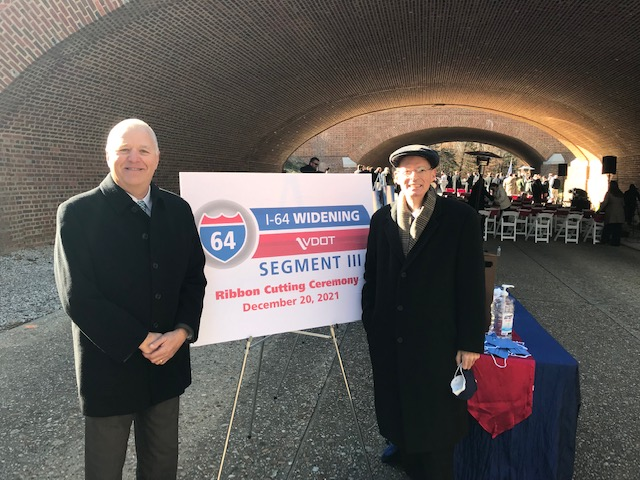 64
I-64 WIDENING
VDOT
SEGMENT III
Ribbon Cutting Ceremony
December 20, 2021